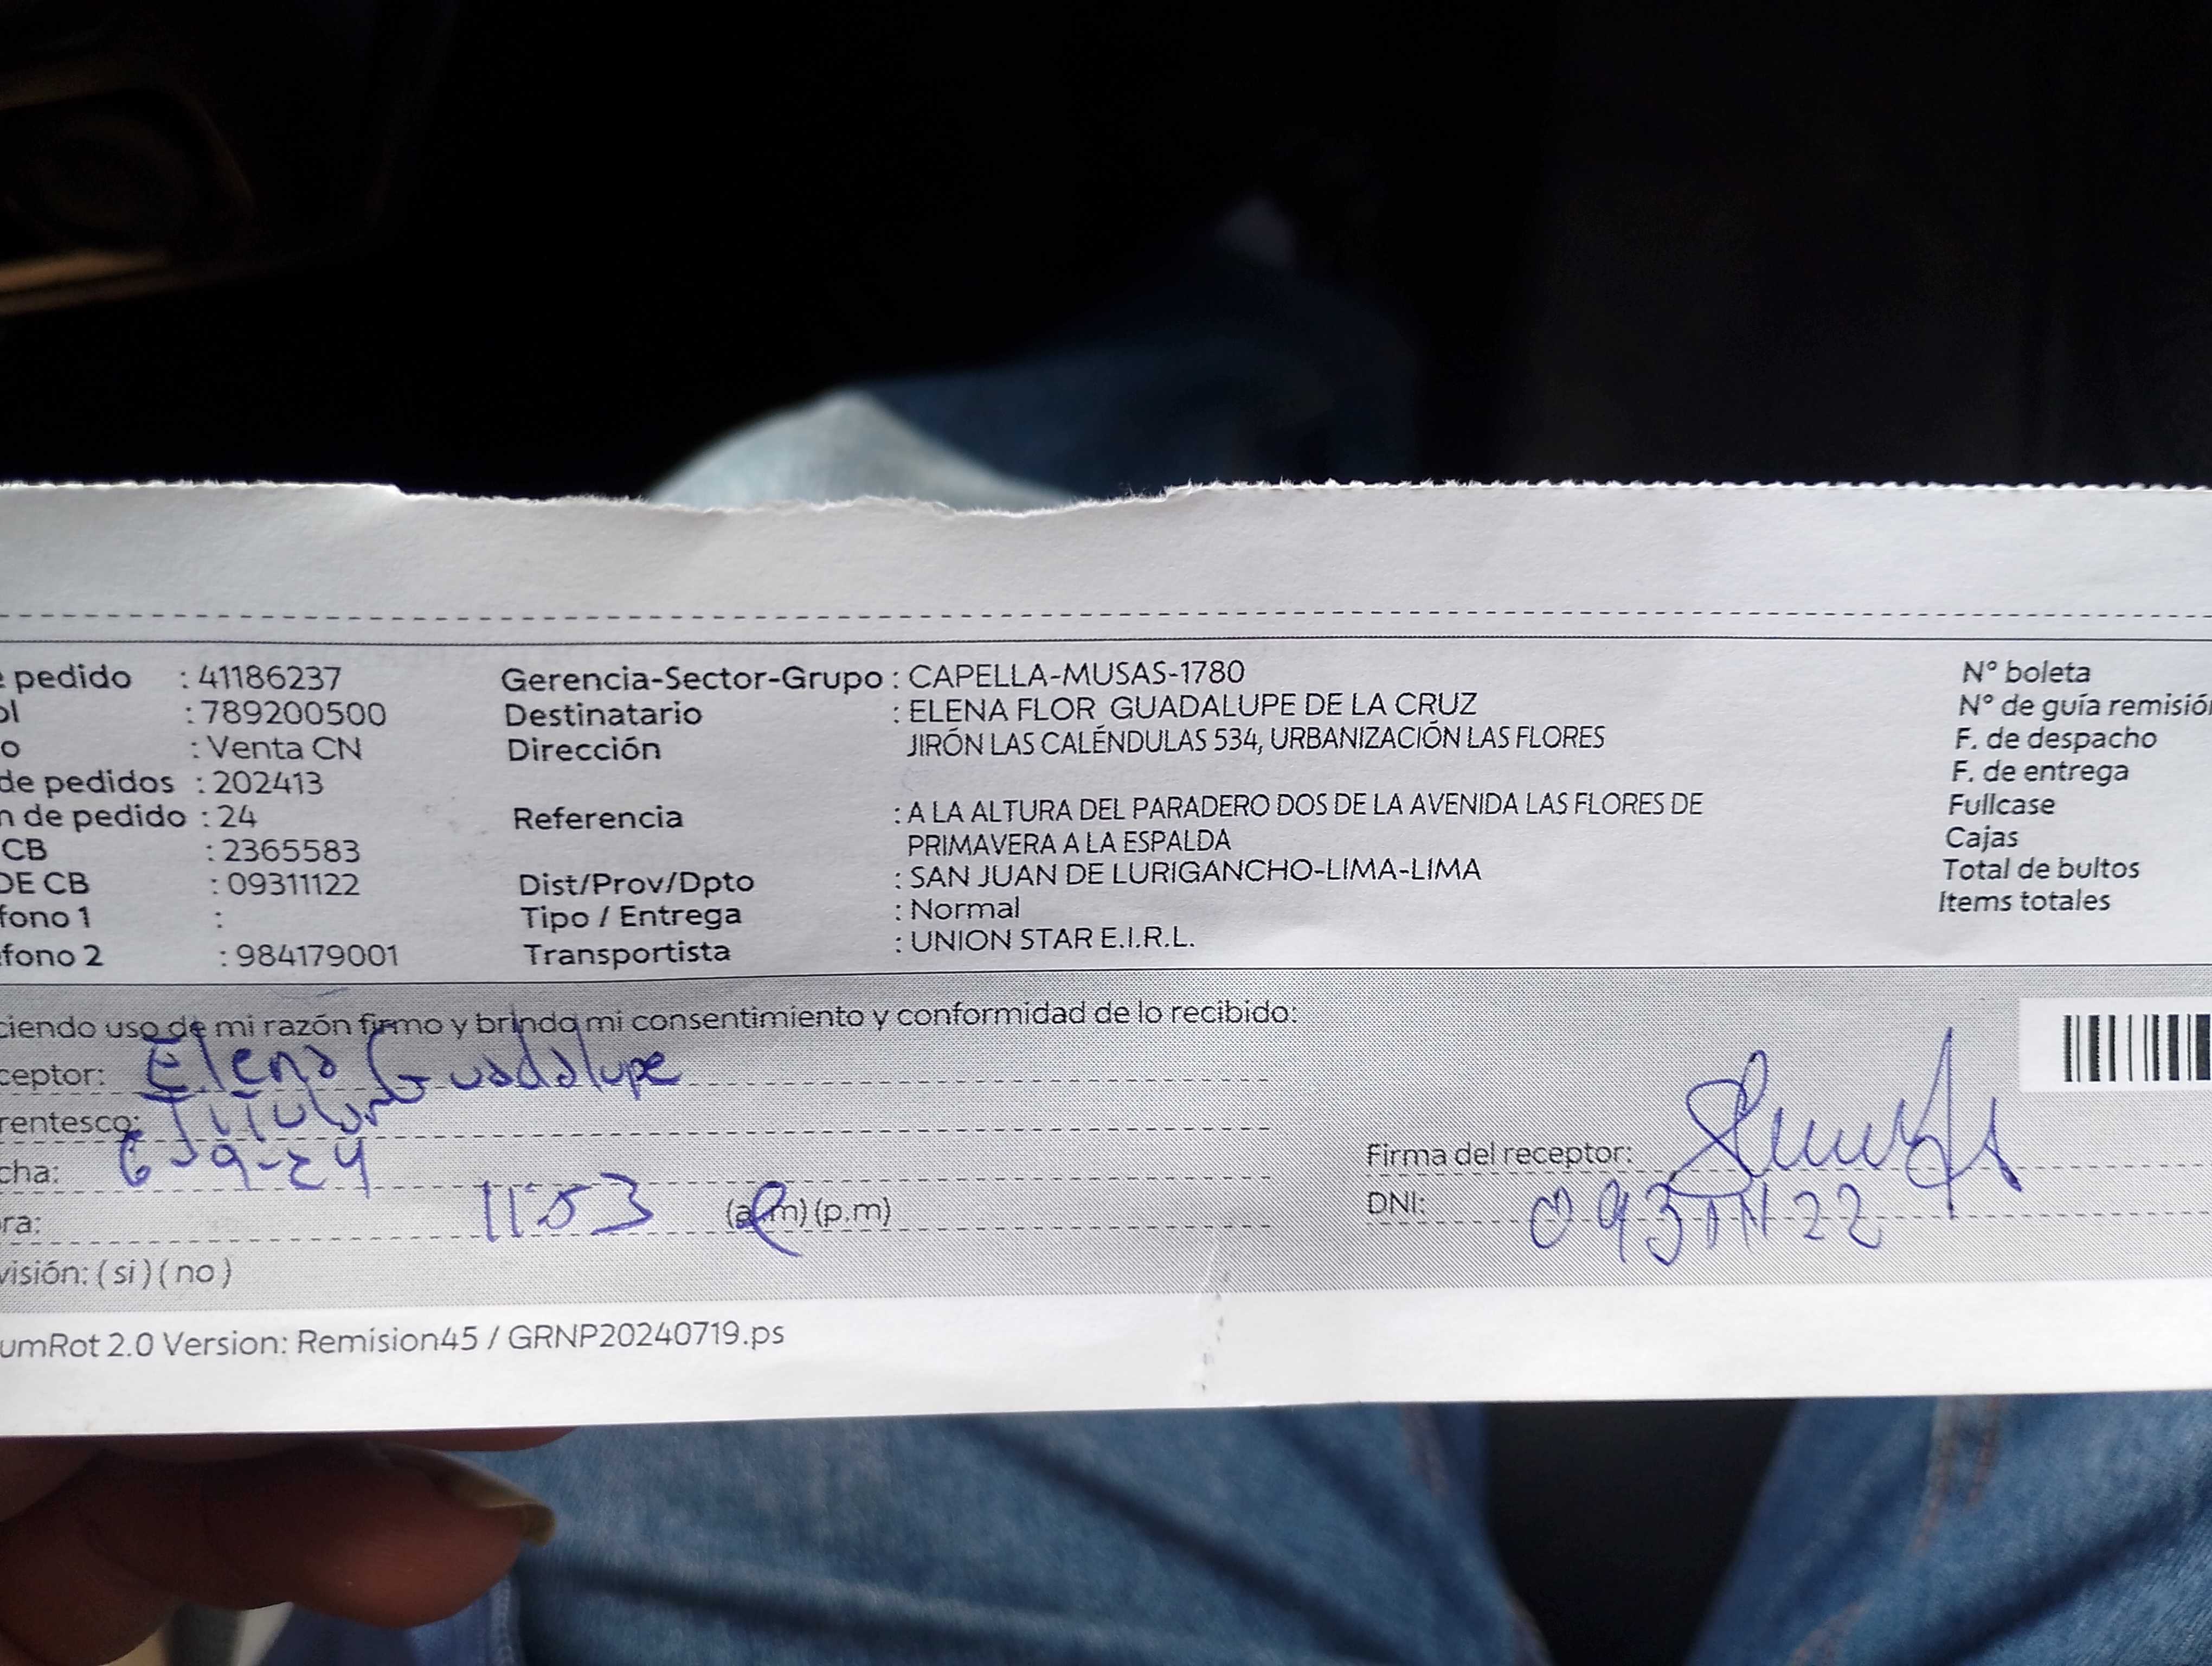 e pedido : 41186237 Gerencia-Sector-Grupo : CAPELLA-MUSAS-1780 N° boleta
ol : 789200500 Destinatario : ELENA FLOR GUADALUPE DE LA CRUZ N° de guía remisión
o : Venta CN Dirección JIRÓN LAS CALÉNDULAS 534, URBANIZACIÓN LAS FLORES F. de despacho
de pedidos : 202413 F. de entrega
n de pedido : 24 Referencia : A LA ALTURA DEL PARADERO DOS DE LA AVENIDA LAS FLORES DE Fullcase
CB : 2365583 PRIMAVERA A LA ESPALDA Cajas
DE CB : 09311122 Dist/Prov/Dpto : SAN JUAN DE LURIGANCHO-LIMA-LIMA Total de bultos
fono 1 : Tipo / Entrega : Normal Items totales
fono 2 : 984179001 Transportista : UNION STAR E.I.R.L.
ciendo uso de mi razón firmo y brindo mi consentimiento y conformidad de lo recibido:
ceptor: Elena Guadalupe
rentesco: Titular
cha: 6-9-24 Firma del receptor:
ra: 11:53 (a.m) (p.m) DNI: 09311122
visión: ( si ) ( no )
umRot 2.0 Version: Remision45 / GRNP20240719.ps